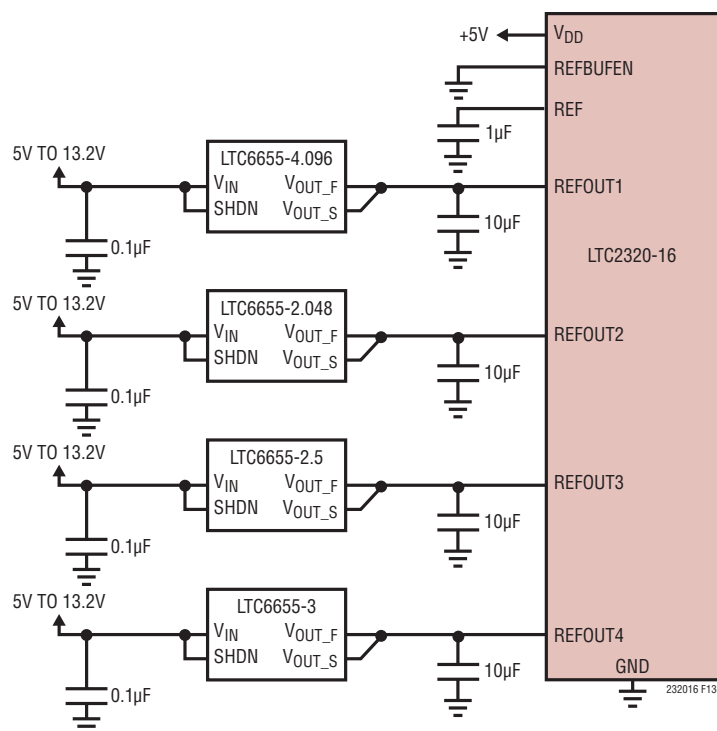 +5V
VDD
REFBUFEN
REF
1µF
5V TO 13.2V
LTC6655-4.096
VIN
VOUT_F
SHDN
VOUT_S
0.1µF
10µF
REFOUT1
LTC2320-16
5V TO 13.2V
LTC6655-2.048
VIN
VOUT_F
SHDN
VOUT_S
0.1µF
10µF
REFOUT2
5V TO 13.2V
LTC6655-2.5
VIN
VOUT_F
SHDN
VOUT_S
0.1µF
10µF
REFOUT3
5V TO 13.2V
LTC6655-3
VIN
VOUT_F
SHDN
VOUT_S
0.1µF
10µF
REFOUT4
GND
232016 F13